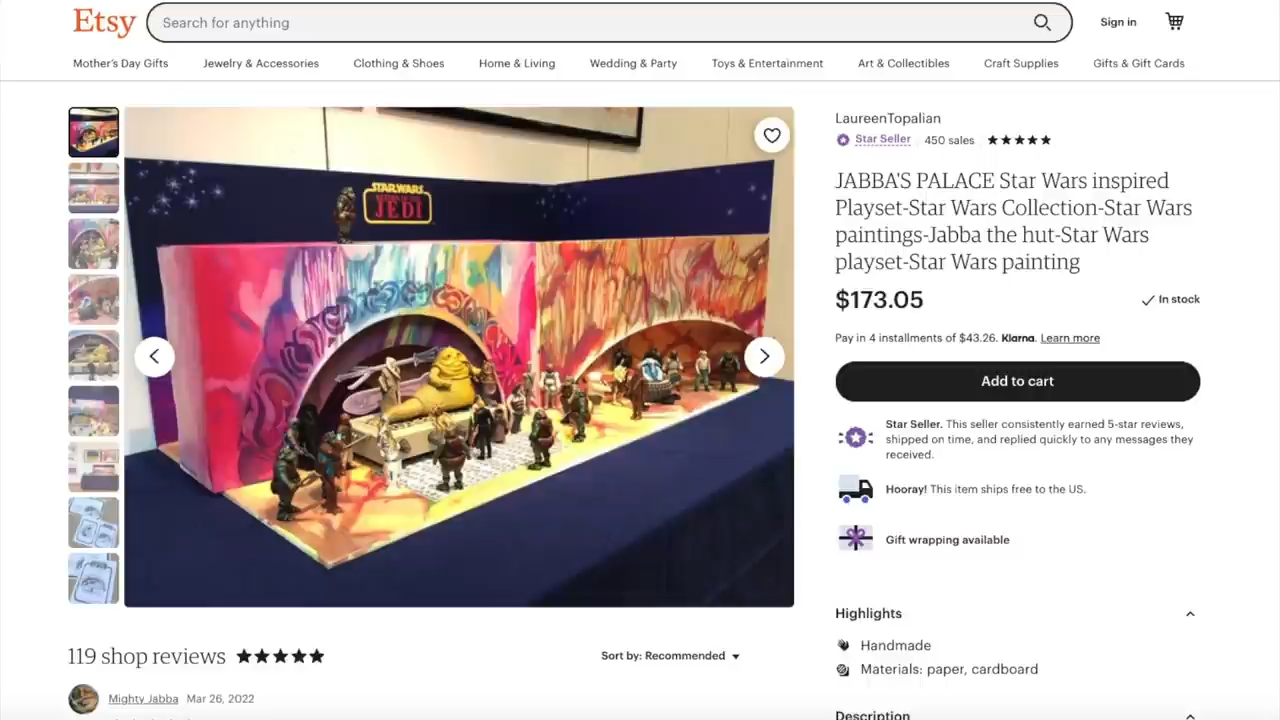 Etsy
Search for anything
Sign in
Mother's Day Gifts
Jewelry & Accessories
Clothing & Shoes
Home & Living
Wedding & Party
Toys & Entertainment
Art & Collectibles
Craft Supplies
Gifts & Gift Cards
STAR WARS
RETURN OF THE
JEDI
LaureenTopalian
Star Seller
450 sales
JABBA'S PALACE Star Wars inspired
Playset-Star Wars Collection-Star Wars
paintings-Jabba the hut-Star Wars
playset-Star Wars painting
$173.05
In stock
Pay in 4 installments of $43.26. Klarna. Learn more
Add to cart
Star Seller. This seller consistently earned 5-star reviews,
shipped on time, and replied quickly to any messages they
received.
Hooray! This item ships free to the US.
Gift wrapping available
Highlights
Handmade
Materials: paper, cardboard
Description
119 shop reviews
Sort by: Recommended
Mighty Jabba Mar 26, 2022